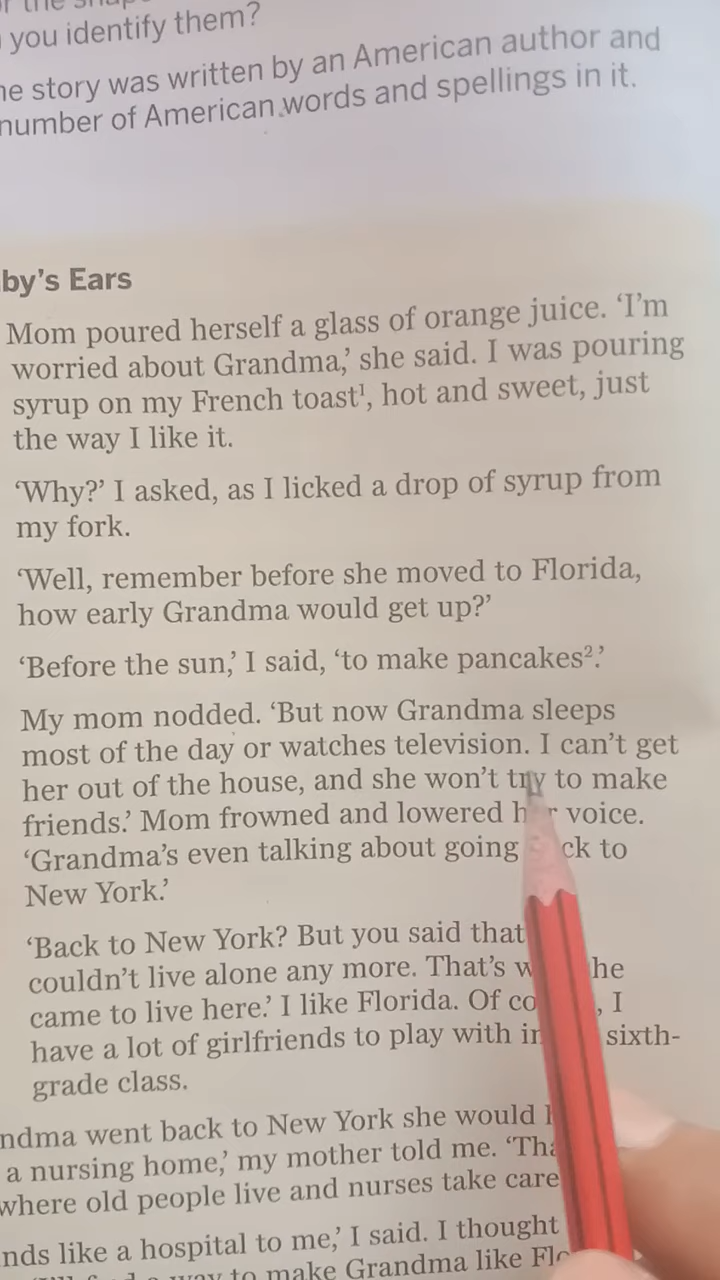 you identify them?
story was written by an American author and
number of American words and spellings in it.
by's Ears
Mom poured herself a glass of orange juice. ‘I’m
worried about Grandma,’ she said. I was pouring
syrup on my French toast¹, hot and sweet, just
the way I like it.
‘Why?’ I asked, as I licked a drop of syrup from
my fork.
‘Well, remember before she moved to Florida,
how early Grandma would get up?’
‘Before the sun,’ I said, ‘to make pancakes².’
My mom nodded. ‘But now Grandma sleeps
most of the day or watches television. I can’t get
her out of the house, and she won’t try to make
friends.’ Mom frowned and lowered voice.
‘Grandma’s even talking about going to
New York.’
‘Back to New York? But you said that
couldn’t live alone any more. That’s
came to live here.’ I like Florida. Of , I
have a lot of girlfriends to play with sixth-
grade class.
went back to New York she would
a nursing home,’ my mother told me.
where old people live and nurses take care
like a hospital to me,’ I said. I thought
way to make Grandma like